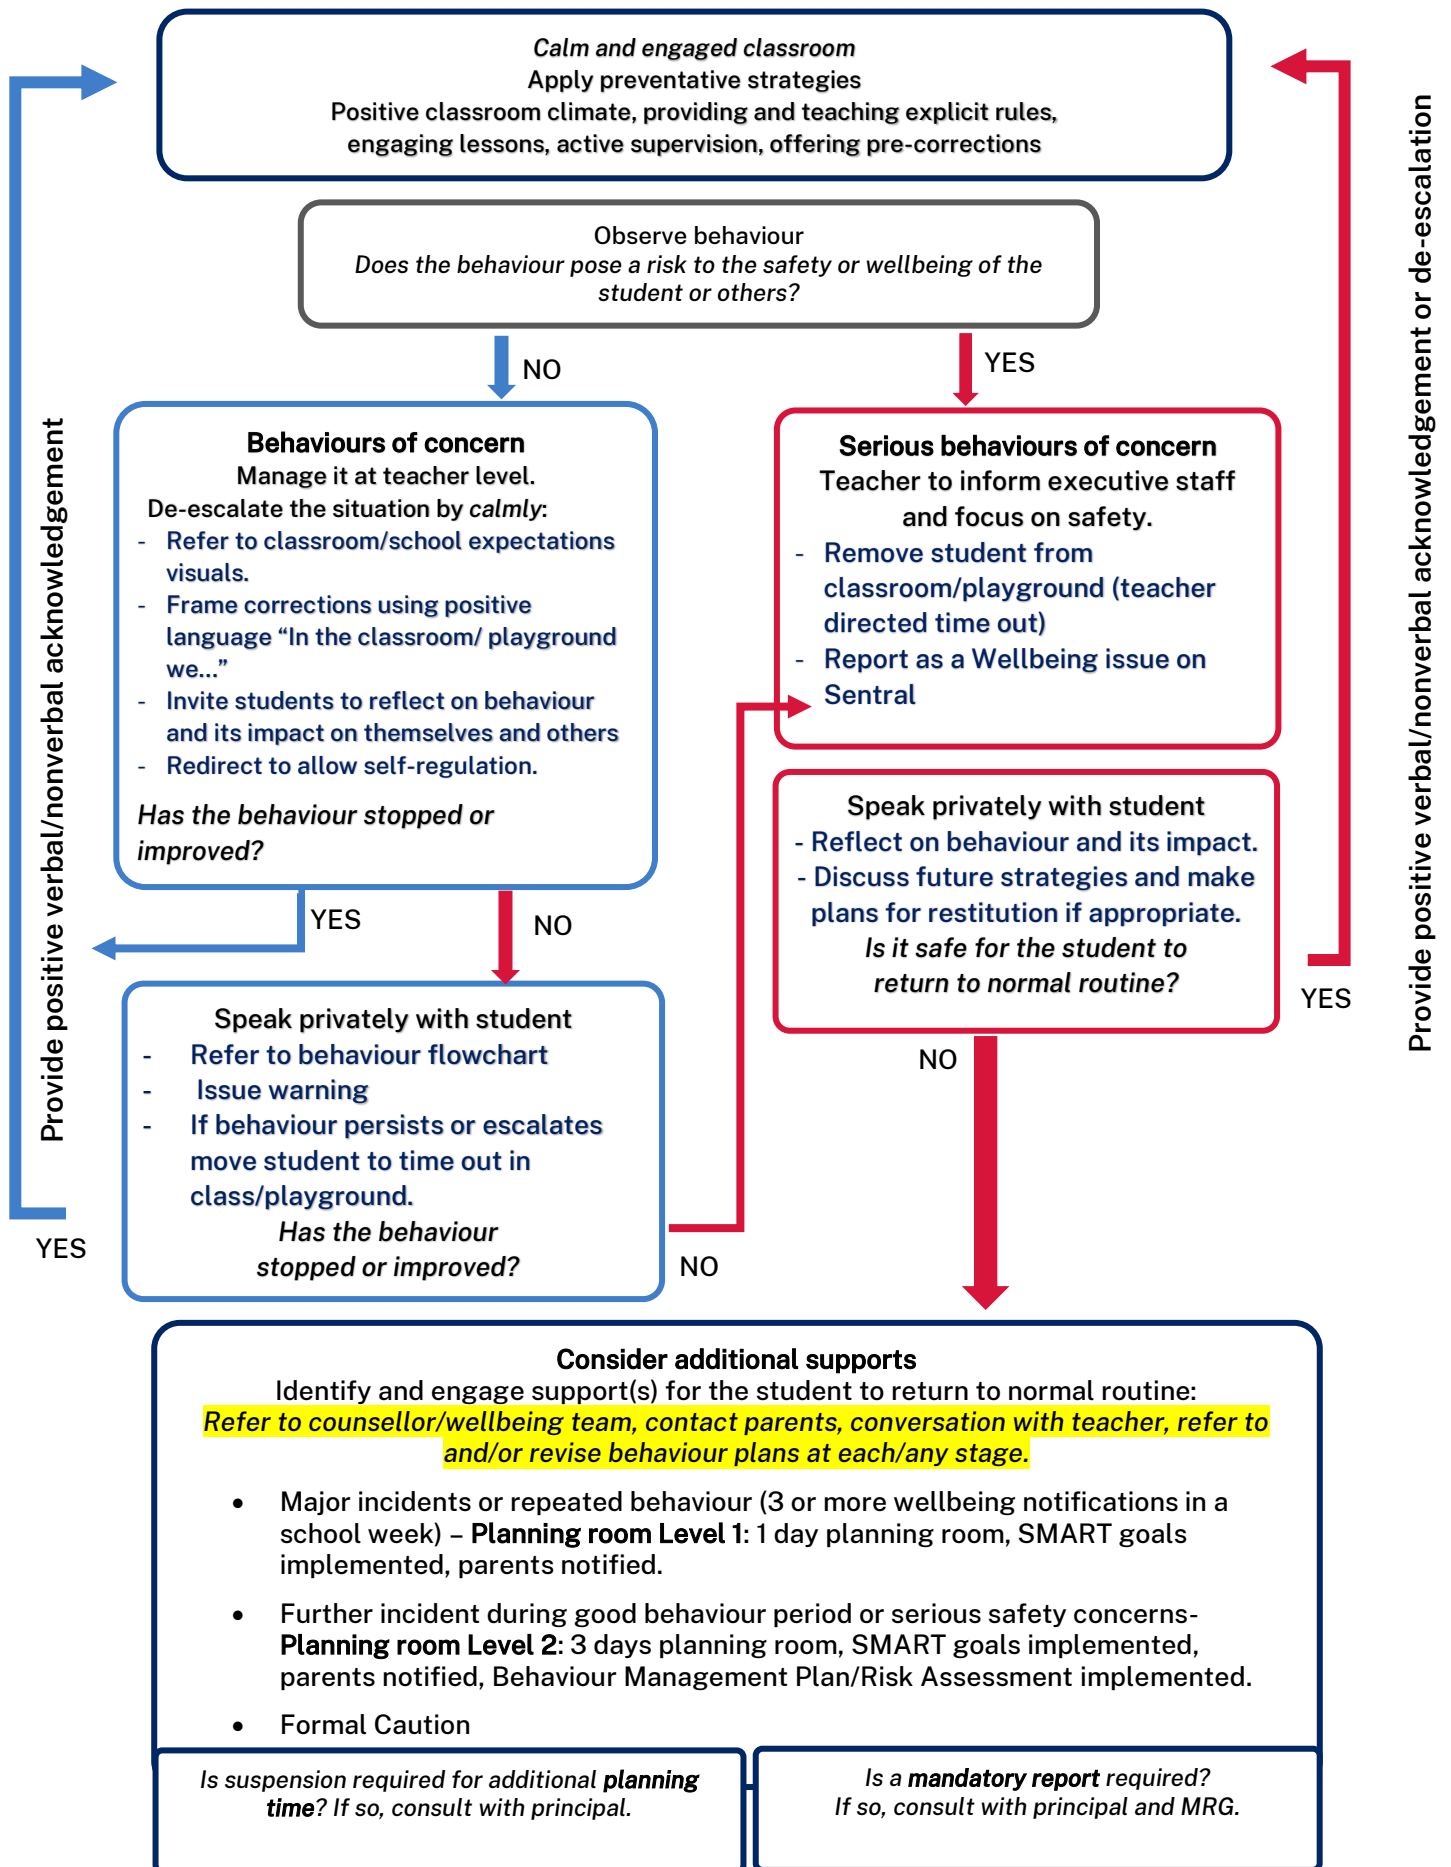 Calm and engaged classroom
Apply preventative strategies
Positive classroom climate, providing and teaching explicit rules,
engaging lessons, active supervision, offering pre-corrections
Observe behaviour
Does the behaviour pose a risk to the safety or wellbeing of the
student or others?
NO
YES
Behaviours of concern
Manage it at teacher level.
De-escalate the situation by calmly:
- Refer to classroom/school expectations
visuals.
- Frame corrections using positive
language “In the classroom/ playground
we...”
- Invite students to reflect on behaviour
and its impact on themselves and others
- Redirect to allow self-regulation.
Has the behaviour stopped or
improved?
YES
NO
Speak privately with student
- Refer to behaviour flowchart
- Issue warning
- If behaviour persists or escalates
move student to time out in
class/playground.
Has the behaviour
stopped or improved?
YES
NO
Provide positive verbal/nonverbal acknowledgement
Serious behaviours of concern
Teacher to inform executive staff
and focus on safety.
- Remove student from
classroom/playground (teacher
directed time out)
- Report as a Wellbeing issue on
Sentral
Speak privately with student
- Reflect on behaviour and its impact.
- Discuss future strategies and make
plans for restitution if appropriate.
Is it safe for the student to
return to normal routine?
YES
NO
Provide positive verbal/nonverbal acknowledgement or de-escalation
Consider additional supports
Identify and engage support(s) for the student to return to normal routine:
Refer to counsellor/wellbeing team, contact parents, conversation with teacher, refer to
and/or revise behaviour plans at each/any stage.
• Major incidents or repeated behaviour (3 or more wellbeing notifications in a
school week) – Planning room Level 1: 1 day planning room, SMART goals
implemented, parents notified.
• Further incident during good behaviour period or serious safety concerns-
Planning room Level 2: 3 days planning room, SMART goals implemented,
parents notified, Behaviour Management Plan/Risk Assessment implemented.
• Formal Caution
Is suspension required for additional planning
time? If so, consult with principal.
Is a mandatory report required?
If so, consult with principal and MRG.